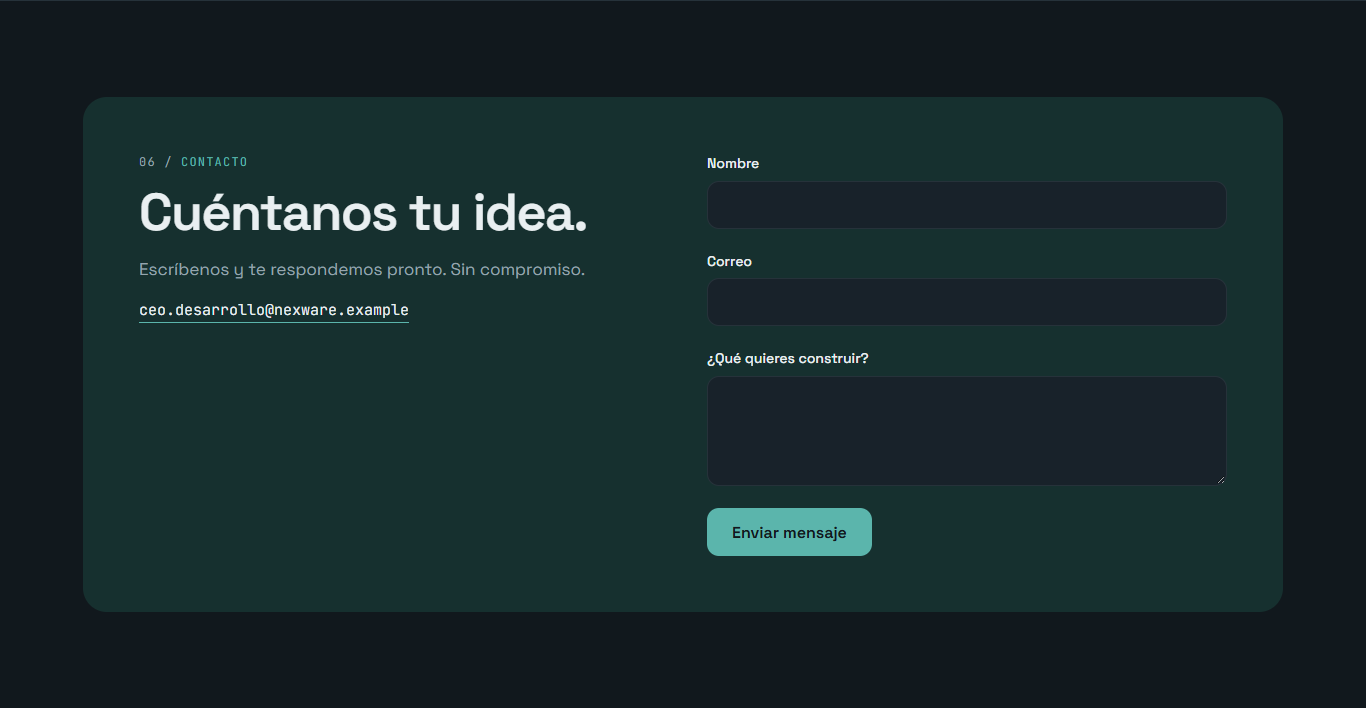 06 / CONTACTO
Cuéntanos tu idea.
Escríbenos y te respondemos pronto. Sin compromiso.
ceo.desarrollo@nexware.example
Nombre
Correo
¿Qué quieres construir?
Enviar mensaje